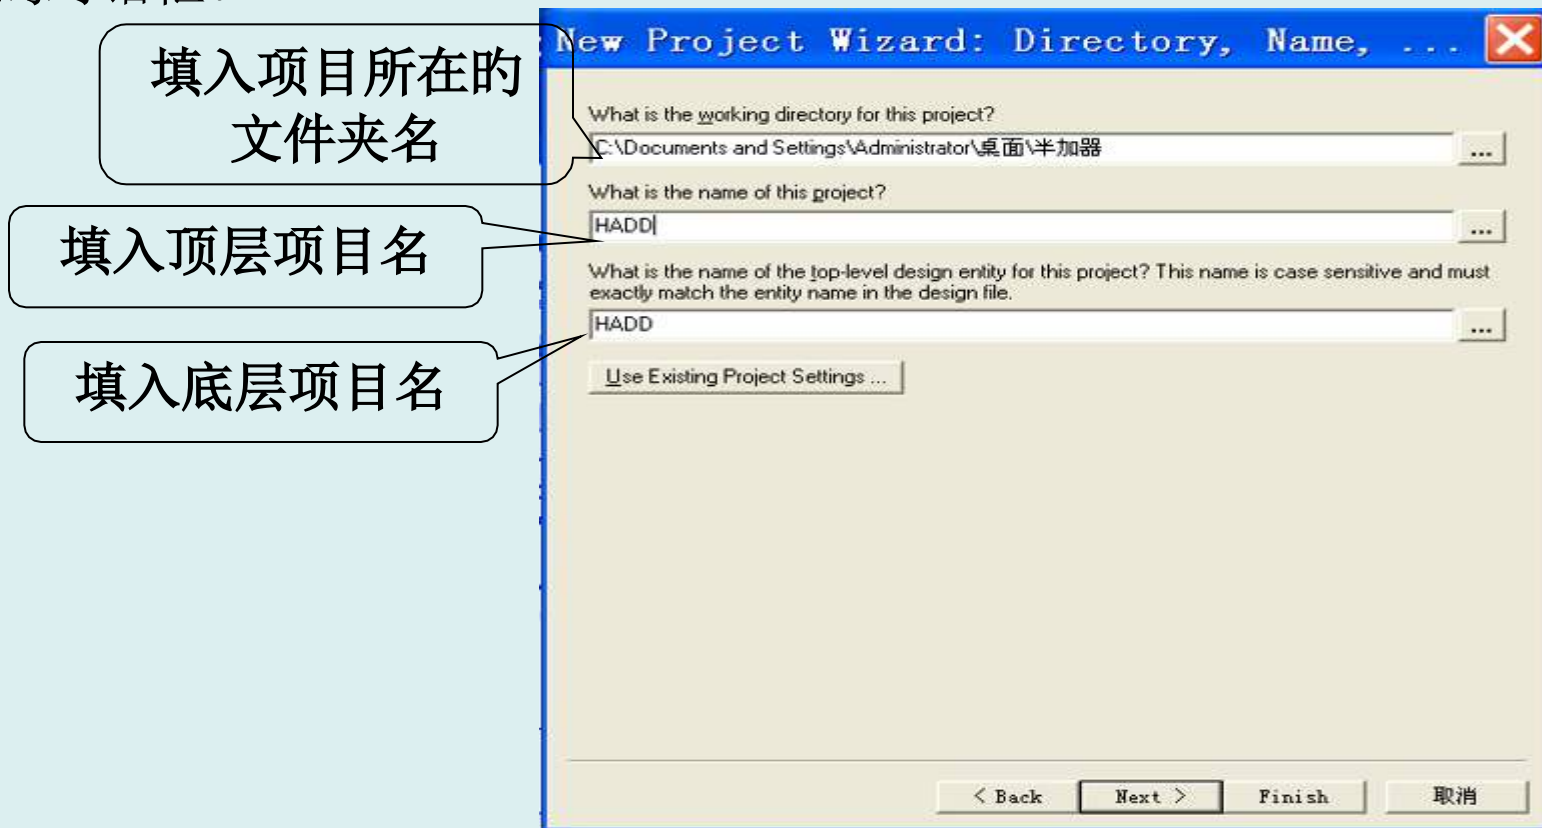 填入项目所在旳
文件夹名
填入顶层项目名
填入底层项目名
New Project Wizard: Directory, Name, ...
What is the working directory for this project?
C:\Documents and Settings\Administrator\桌面\半加器
...
What is the name of this project?
HADD
...
What is the name of the top-level design entity for this project? This name is case sensitive and must
exactly match the entity name in the design file.
HADD
...
Use Existing Project Settings ...
< Back Next > Finish 取消